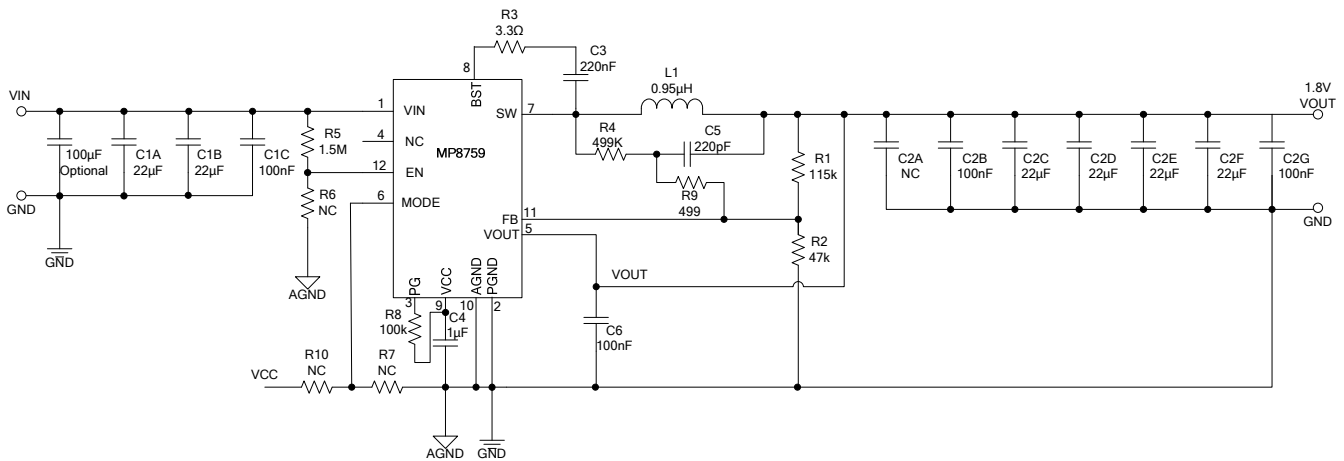 R3
3.3Ω
C3
220nF
8
BST
L1
0.95µH
1.8V
VOUT
VIN
1
VIN
SW
7
R4
499K
C5
220pF
4
NC
MP8759
R5
1.5M
100µF
Optional
C1A
22µF
C1B
22µF
C1C
100nF
12
EN
R9
499
R1
115k
C2A
NC
C2B
100nF
C2C
22µF
C2D
22µF
C2E
22µF
C2F
22µF
C2G
100nF
GND
R6
NC
6
MODE
FB
11
VOUT
5
GND
GND
R2
47k
AGND
PG
VCC
AGND
PGND
VOUT
3
9
10
2
R8
100k
C4
1µF
C6
100nF
R10
NC
R7
NC
VCC
AGND
GND